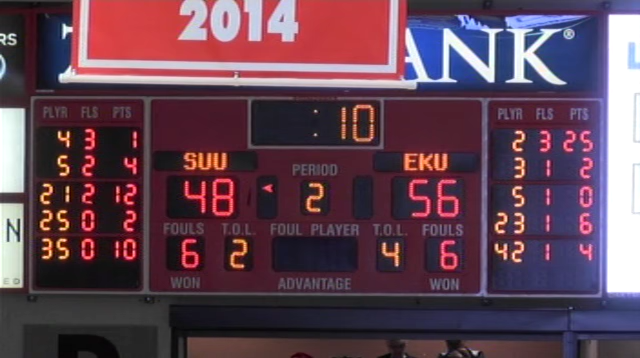 2014
ANK®
RS
PLYR FLS PTS
4 3 1
5 2 4
21 2 12
25 0 2
35 0 10
:10
SUU
PERIOD
EKU
48
2
56
FOULS T.O.L. FOUL PLAYER T.O.L. FOULS
6 2 4 6
WON ADVANTAGE WON
PLYR FLS PTS
2 3 25
3 1 2
5 1 0
23 1 6
42 1 4
N
ED
L